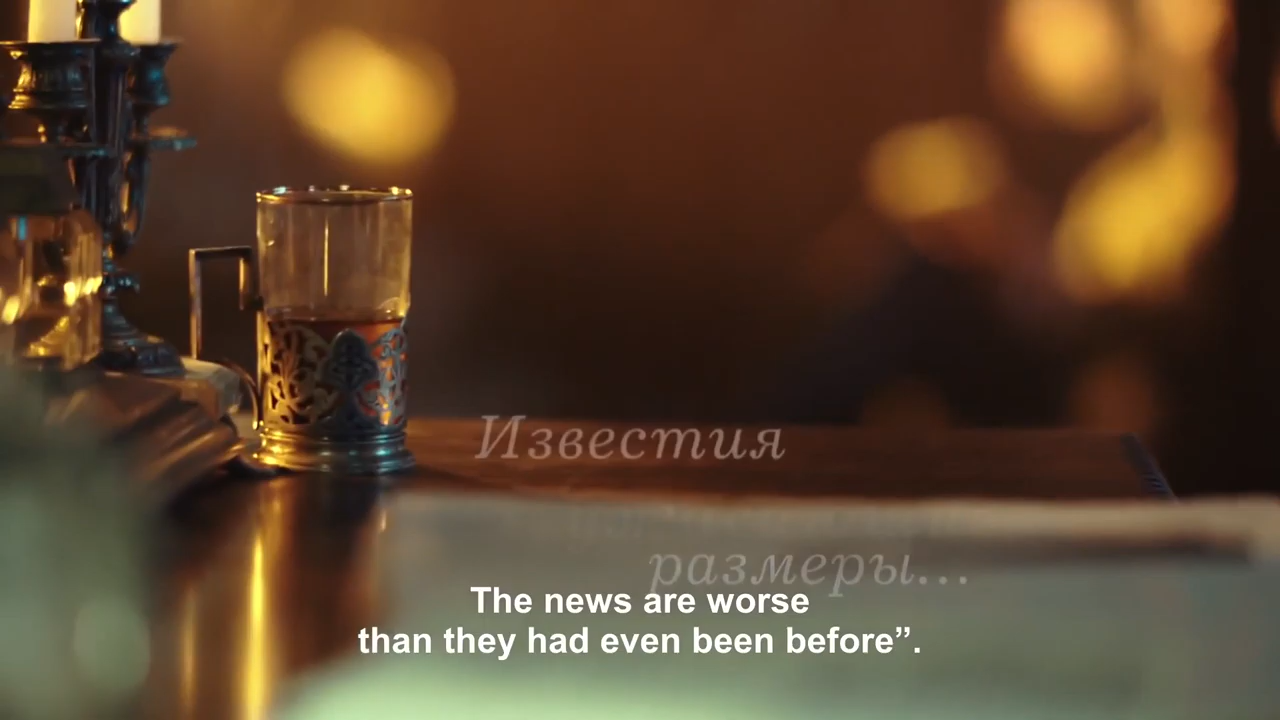 Известия
размеры...
The news are worse
than they had even been before”.